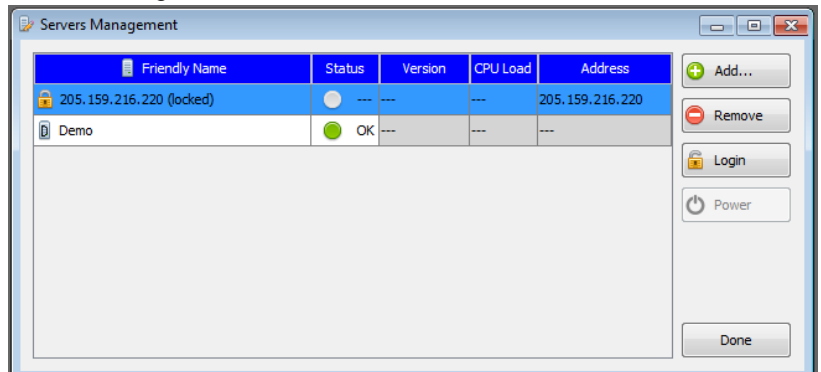 Servers Management
Friendly Name Status Version CPU Load Address
205.159.216.220 (locked) --- --- --- 205.159.216.220
D Demo OK --- --- ---
Add...
Remove
Login
Power
Done